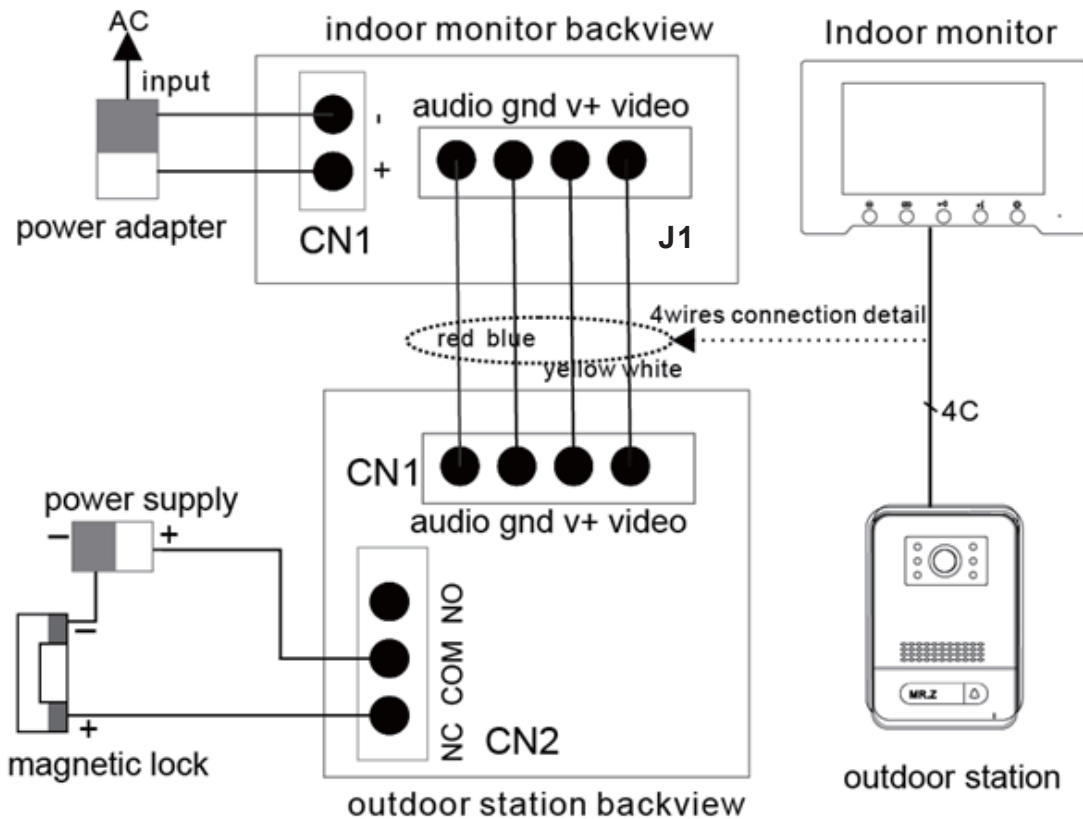 AC
input
power adapter
indoor monitor backview
-
+
CN1
audio gnd v+ video
J1
Indoor monitor
red blue
yellow white
4wires connection detail
4C
CN1
audio gnd v+ video
power supply
- +
-
+
magnetic lock
NO
COM
NC
CN2
outdoor station backview
MR.Z
outdoor station